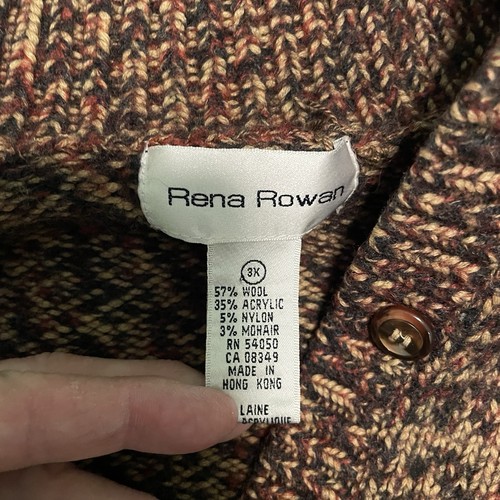 Rena Rowan
3X
57% WOOL
35% ACRYLIC
5% NYLON
3% MOHAIR
RN 54050
CA 08349
MADE IN
HONG KONG
LAINE
ACRYLIQUE